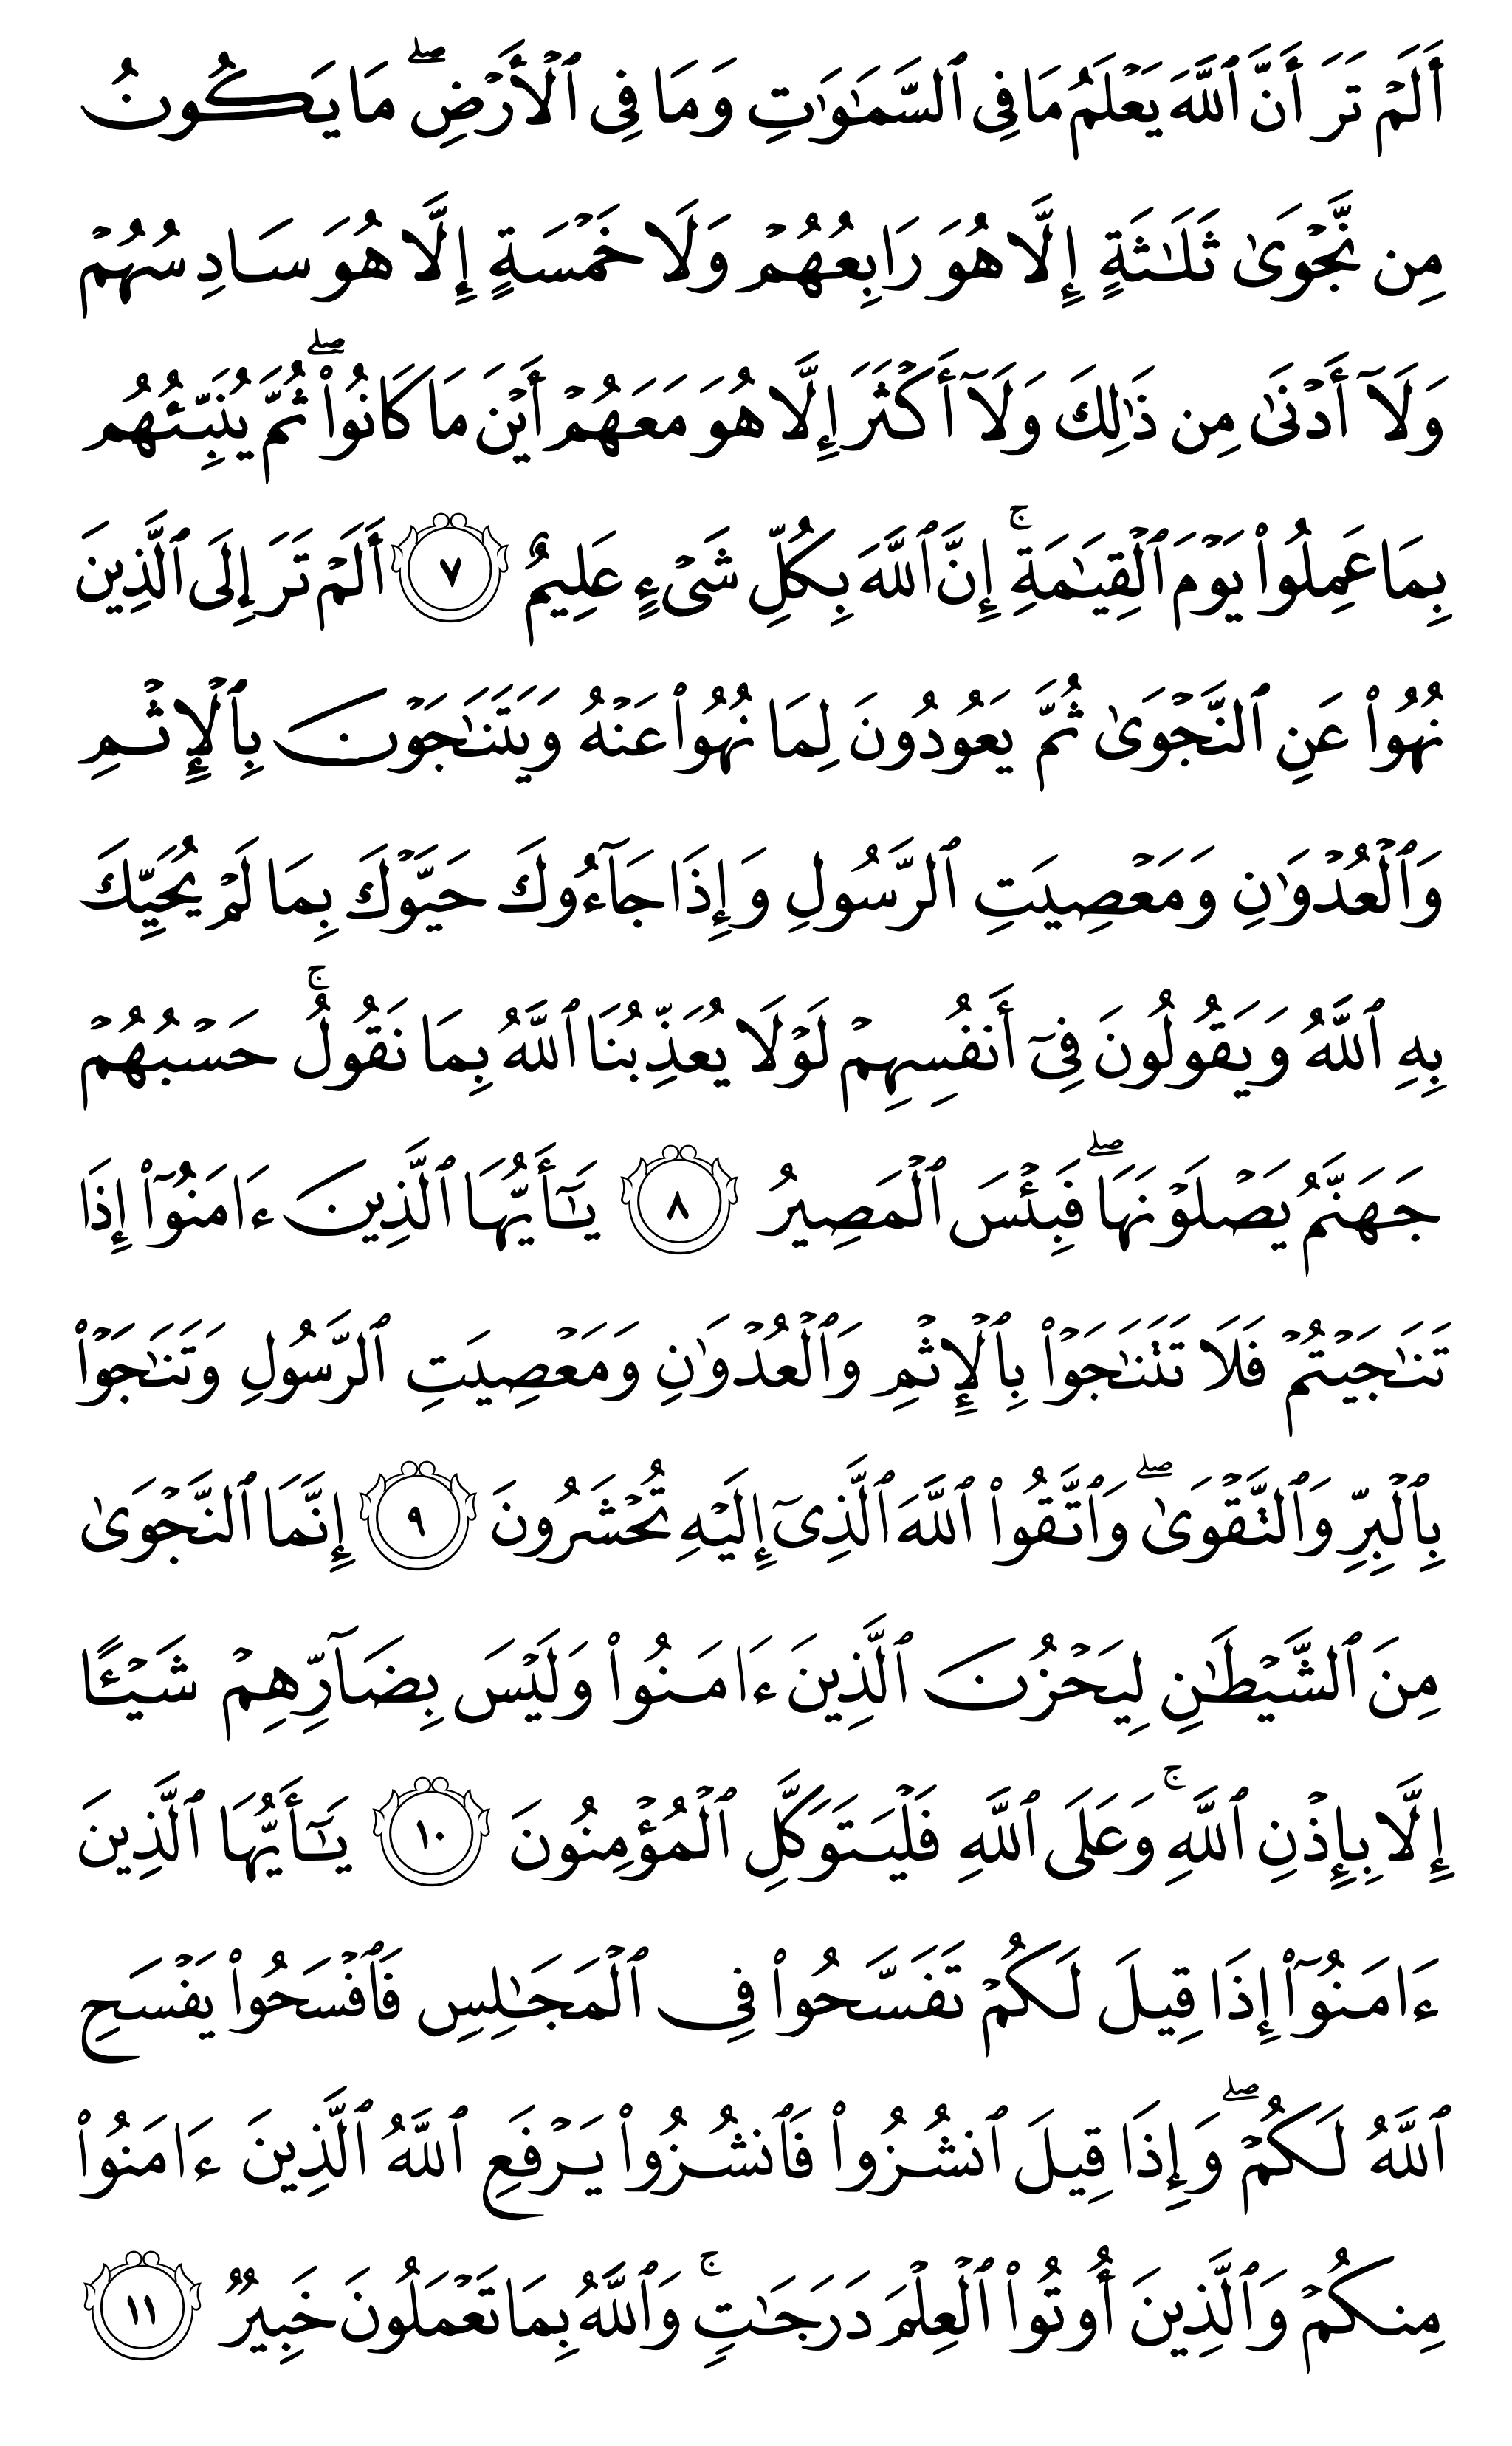 أَلَمۡ تَرَ أَنَّ ٱللَّهَ يَعۡلَمُ مَا فِى ٱلسَّمَـٰوَٰتِ وَمَا فِى ٱلۡأَرۡضِۖ مَا يَكُونُ
مِن نَّجۡوَىٰ ثَلَـٰثَةٍ إِلَّا هُوَ رَابِعُهُمۡ وَلَا خَمۡسَةٍ إِلَّا هُوَ سَادِسُهُمۡ
وَلَآ أَدۡنَىٰ مِن ذَٰلِكَ وَلَآ أَكۡثَرَ إِلَّا هُوَ مَعَهُمۡ أَيۡنَ مَا كَانُواْۖ ثُمَّ يُنَبِّئُهُم
بِمَا عَمِلُواْ يَوۡمَ ٱلۡقِيَـٰمَةِۚ إِنَّ ٱللَّهَ بِكُلِّ شَىۡءٍ عَلِيمٌ ٧ أَلَمۡ تَرَ إِلَى ٱلَّذِينَ
نُهُواْ عَنِ ٱلنَّجۡوَىٰ ثُمَّ يَعُودُونَ لِمَا نُهُواْ عَنۡهُ وَيَتَنَـٰجَوۡنَ بِٱلۡإِثۡمِ
وَٱلۡعُدۡوَٰنِ وَمَعۡصِيَتِ ٱلرَّسُولِ وَإِذَا جَآءُوكَ حَيَّوۡكَ بِمَا لَمۡ يُحَيِّكَ
بِهِ ٱللَّهُ وَيَقُولُونَ فِىٓ أَنفُسِهِمۡ لَوۡلَا يُعَذِّبُنَا ٱللَّهُ بِمَا نَقُولُۚ حَسۡبُهُمۡ
جَهَنَّمُ يَصۡلَوۡنَهَاۖ فَبِئۡسَ ٱلۡمَصِيرُ ٨ يَـٰٓأَيُّهَا ٱلَّذِينَ ءَامَنُوٓاْ إِذَا
تَنَـٰجَيۡتُمۡ فَلَا تَتَنَـٰجَوۡاْ بِٱلۡإِثۡمِ وَٱلۡعُدۡوَٰنِ وَمَعۡصِيَتِ ٱلرَّسُولِ وَتَنَـٰجَوۡاْ
بِٱلۡبِرِّ وَٱلتَّقۡوَىٰۖ وَٱتَّقُواْ ٱللَّهَ ٱلَّذِىٓ إِلَيۡهِ تُحۡشَرُونَ ٩ إِنَّمَا ٱلنَّجۡوَىٰ
مِنَ ٱلشَّيۡطَـٰنِ لِيَحۡزُنَ ٱلَّذِينَ ءَامَنُواْ وَلَيۡسَ بِضَآرِّهِمۡ شَيۡـًٔا
إِلَّا بِإِذۡنِ ٱللَّهِۚ وَعَلَى ٱللَّهِ فَلۡيَتَوَكَّلِ ٱلۡمُؤۡمِنُونَ ١٠ يَـٰٓأَيُّهَا ٱلَّذِينَ
ءَامَنُوٓاْ إِذَا قِيلَ لَكُمۡ تَفَسَّحُواْ فِى ٱلۡمَجَـٰلِسِ فَٱفۡسَحُواْ يَفۡسَحِ
ٱللَّهُ لَكُمۡۖ وَإِذَا قِيلَ ٱنشُزُواْ فَٱنشُزُواْ يَرۡفَعِ ٱللَّهُ ٱلَّذِينَ ءَامَنُواْ
مِنكُمۡ وَٱلَّذِينَ أُوتُواْ ٱلۡعِلۡمَ دَرَجَـٰتٍۚ وَٱللَّهُ بِمَا تَعۡمَلُونَ خَبِيرٌ ١١